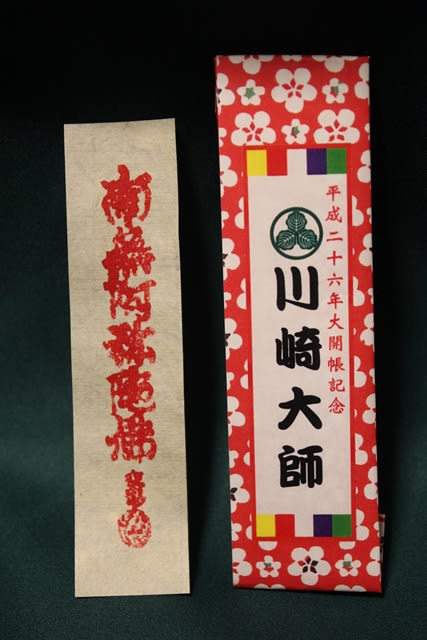 平成二十六年大開帳記念
川崎大師
南無阿弥陀佛